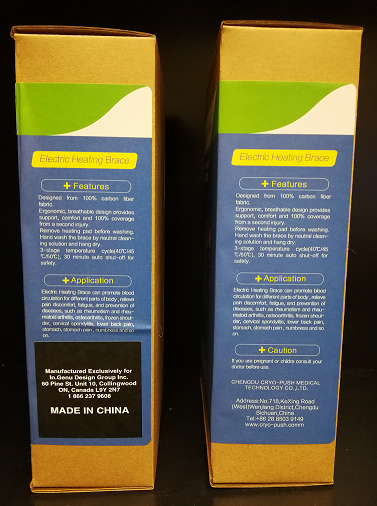 Electric Heating Brace
+ Features
Designed from 100% carbon fiber
fabric.
Ergonomic, breathable design provides
support, comfort and 100% coverage
from a second injury.
Remove heating pad before washing.
Hand wash the brace by neutral clean-
ing solution and hang dry.
3-stage temperature cycle(40℃/45
℃/50℃), 30 minute auto shut-off for
safety.
+ Application
Electric Heating Brace can promote blood
circulation for different parts of body, relieve
pain discomfort, fatigue, and prevention of
diseases, such as rheumatism and rheu-
matoid arthritis, osteoarthritis, frozen shoul-
der, cervical spondylitis, lower back pain,
stomach, stomach pain, numbness and so
on.
Manufactured Exclusively for
In.Genu Design Group Inc.
60 Pine St. Unit 10, Collingwood
ON, Canada L9Y 2N7
1 866 237 9608
MADE IN CHINA
Electric Heating Brace
+ Features
Designed from 100% carbon fiber
fabric.
Ergonomic, breathable design provides
support, comfort and 100% coverage
from a second injury.
Remove heating pad before washing.
Hand wash the brace by neutral clean-
ing solution and hang dry.
3-stage temperature cycle(40℃/45
℃/50℃), 30 minute auto shut-off for
safety.
+ Application
Electric Heating Brace can promote blood
circulation for different parts of body, relieve
pain discomfort, fatigue, and prevention of
diseases, such as rheumatism and rheu-
matoid arthritis, osteoarthritis, frozen shoul-
der, cervical spondylitis, lower back pain,
stomach, stomach pain, numbness and so
on.
+ Caution
If you are pregnant or childre consult your
doctor before use.
CHENGDU CRYO-PUSH MEDICAL
TECHNOLOGY CO.,LTD.
Address:No.718,KeXing Road
(West)Wenjiang District,Chengdu
Sichuan,China
Tel:+86 28 8503 9149
www.cryo-push.comm